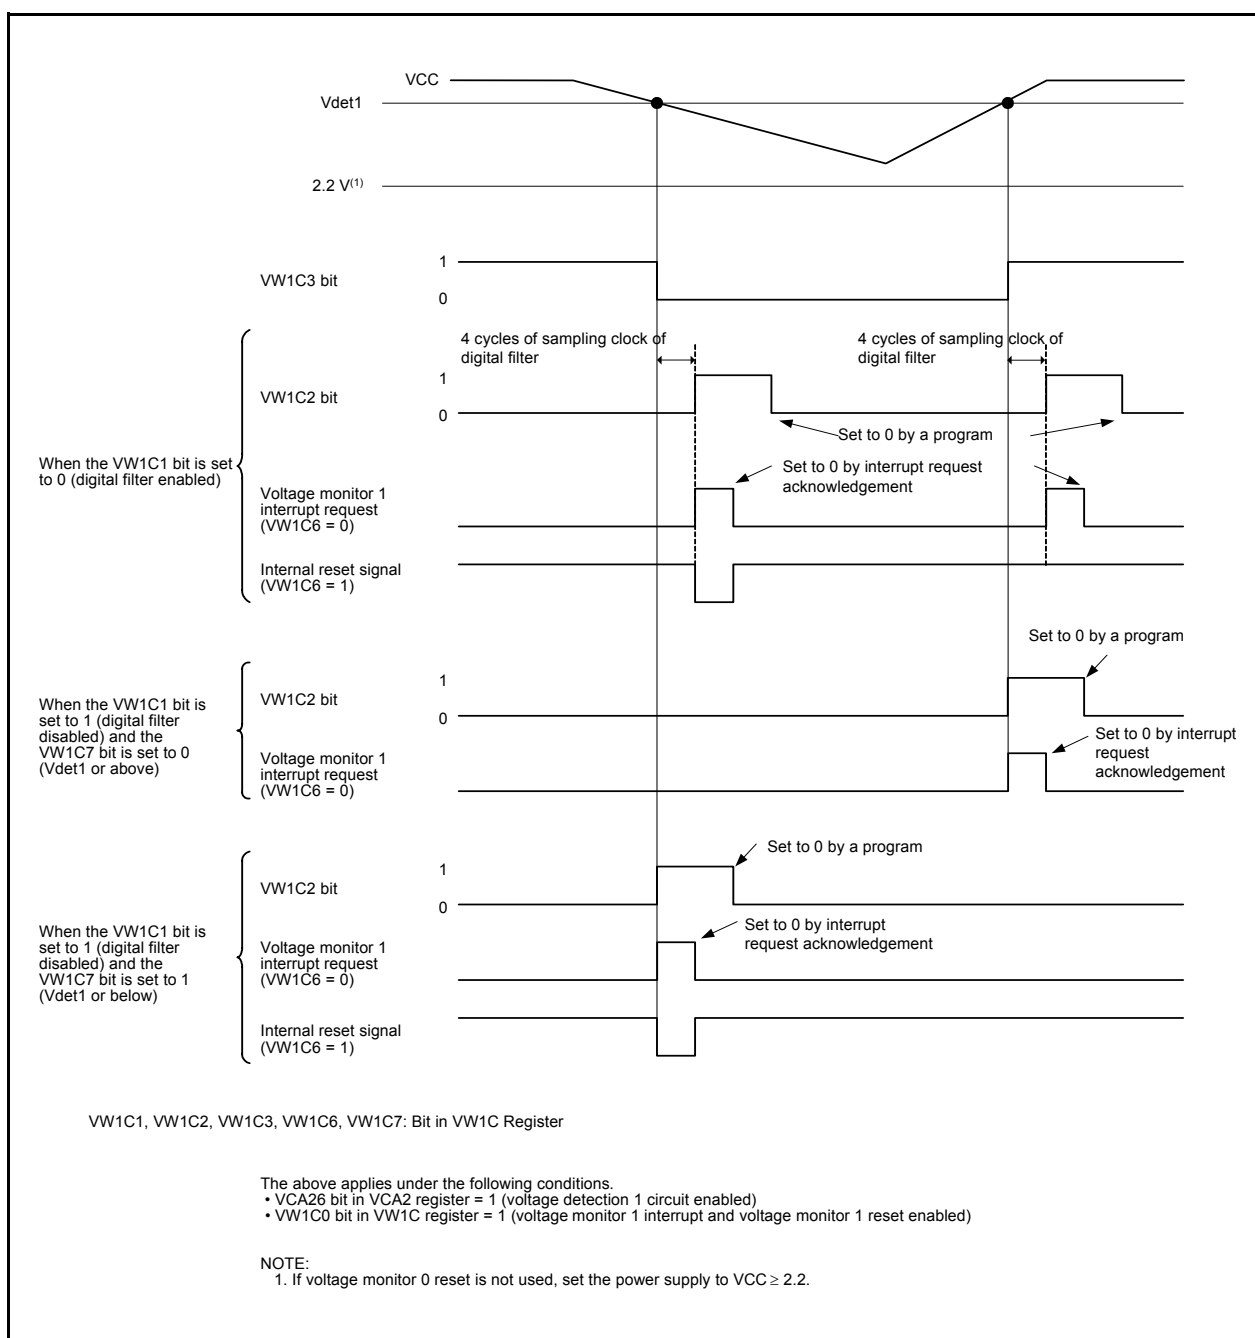 VCC
Vdet1
2.2 V(1)
VW1C3 bit
1
0
4 cycles of sampling clock of
digital filter
4 cycles of sampling clock of
digital filter
VW1C2 bit
1
0
Set to 0 by a program
When the VW1C1 bit is set
to 0 (digital filter enabled)
Set to 0 by interrupt request
acknowledgement
Voltage monitor 1
interrupt request
(VW1C6 = 0)
Internal reset signal
(VW1C6 = 1)
Set to 0 by a program
When the VW1C1 bit is
set to 1 (digital filter
disabled) and the
VW1C7 bit is set to 0
(Vdet1 or above)
VW1C2 bit
1
0
Voltage monitor 1
interrupt request
(VW1C6 = 0)
Set to 0 by interrupt
request
acknowledgement
Set to 0 by a program
VW1C2 bit
1
0
When the VW1C1 bit is
set to 1 (digital filter
disabled) and the
VW1C7 bit is set to 1
(Vdet1 or below)
Set to 0 by interrupt
request acknowledgement
Voltage monitor 1
interrupt request
(VW1C6 = 0)
Internal reset signal
(VW1C6 = 1)
VW1C1, VW1C2, VW1C3, VW1C6, VW1C7: Bit in VW1C Register
The above applies under the following conditions.
• VCA26 bit in VCA2 register = 1 (voltage detection 1 circuit enabled)
• VW1C0 bit in VW1C register = 1 (voltage monitor 1 interrupt and voltage monitor 1 reset enabled)
NOTE:
1. If voltage monitor 0 reset is not used, set the power supply to VCC ≥ 2.2.